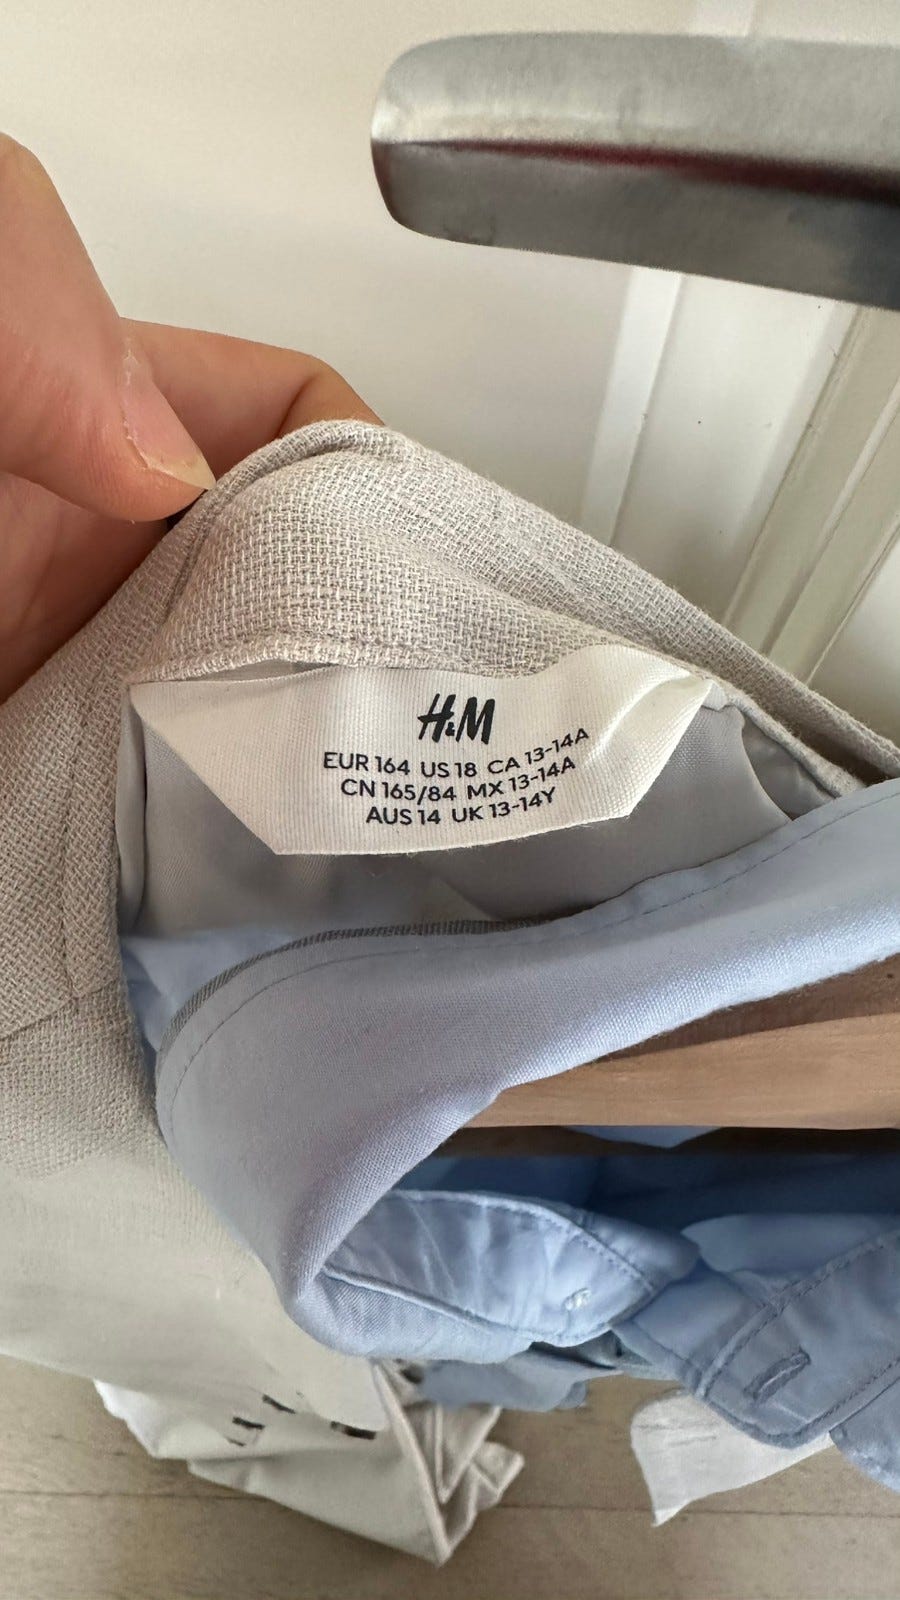 H&M
EUR 164 US 18 CA 13-14A
CN 165/84 MX 13-14A
AUS 14 UK 13-14Y